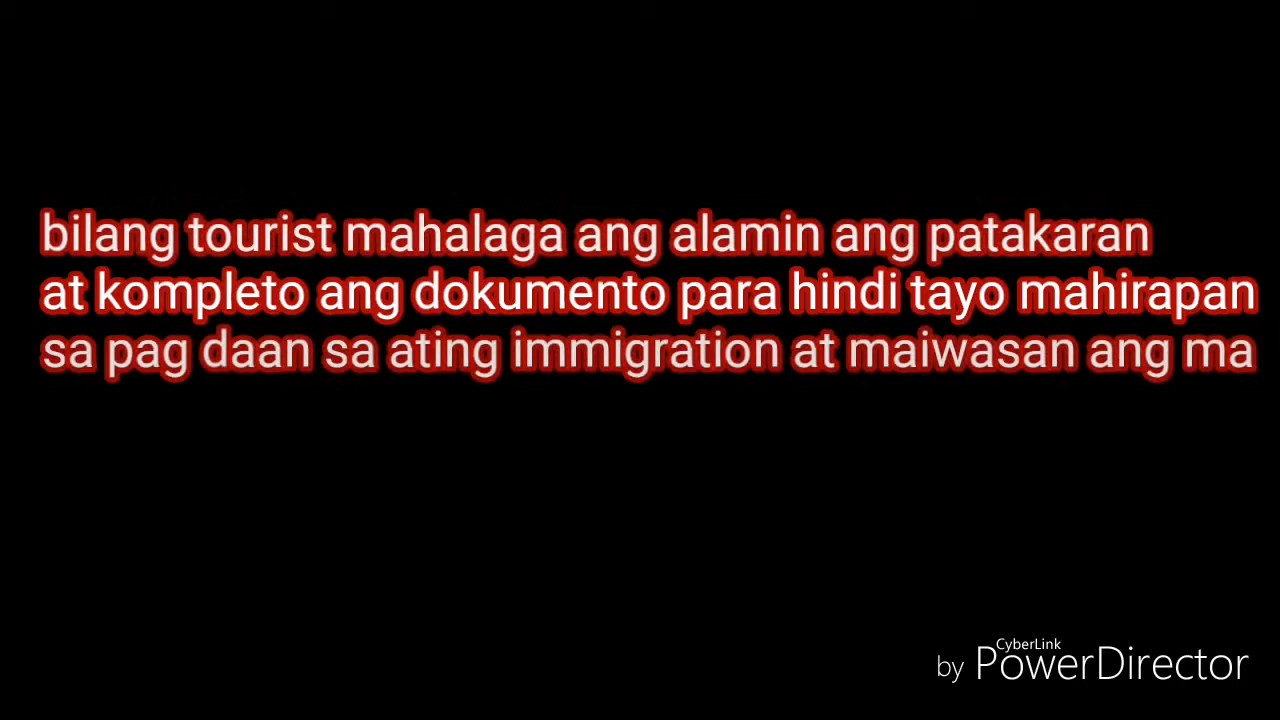 bilang tourist mahalaga ang alamin ang patakaran
at kompleto ang dokumento para hindi tayo mahirapan
sa pag daan sa ating immigration at maiwasan ang ma
CyberLink
by PowerDirector